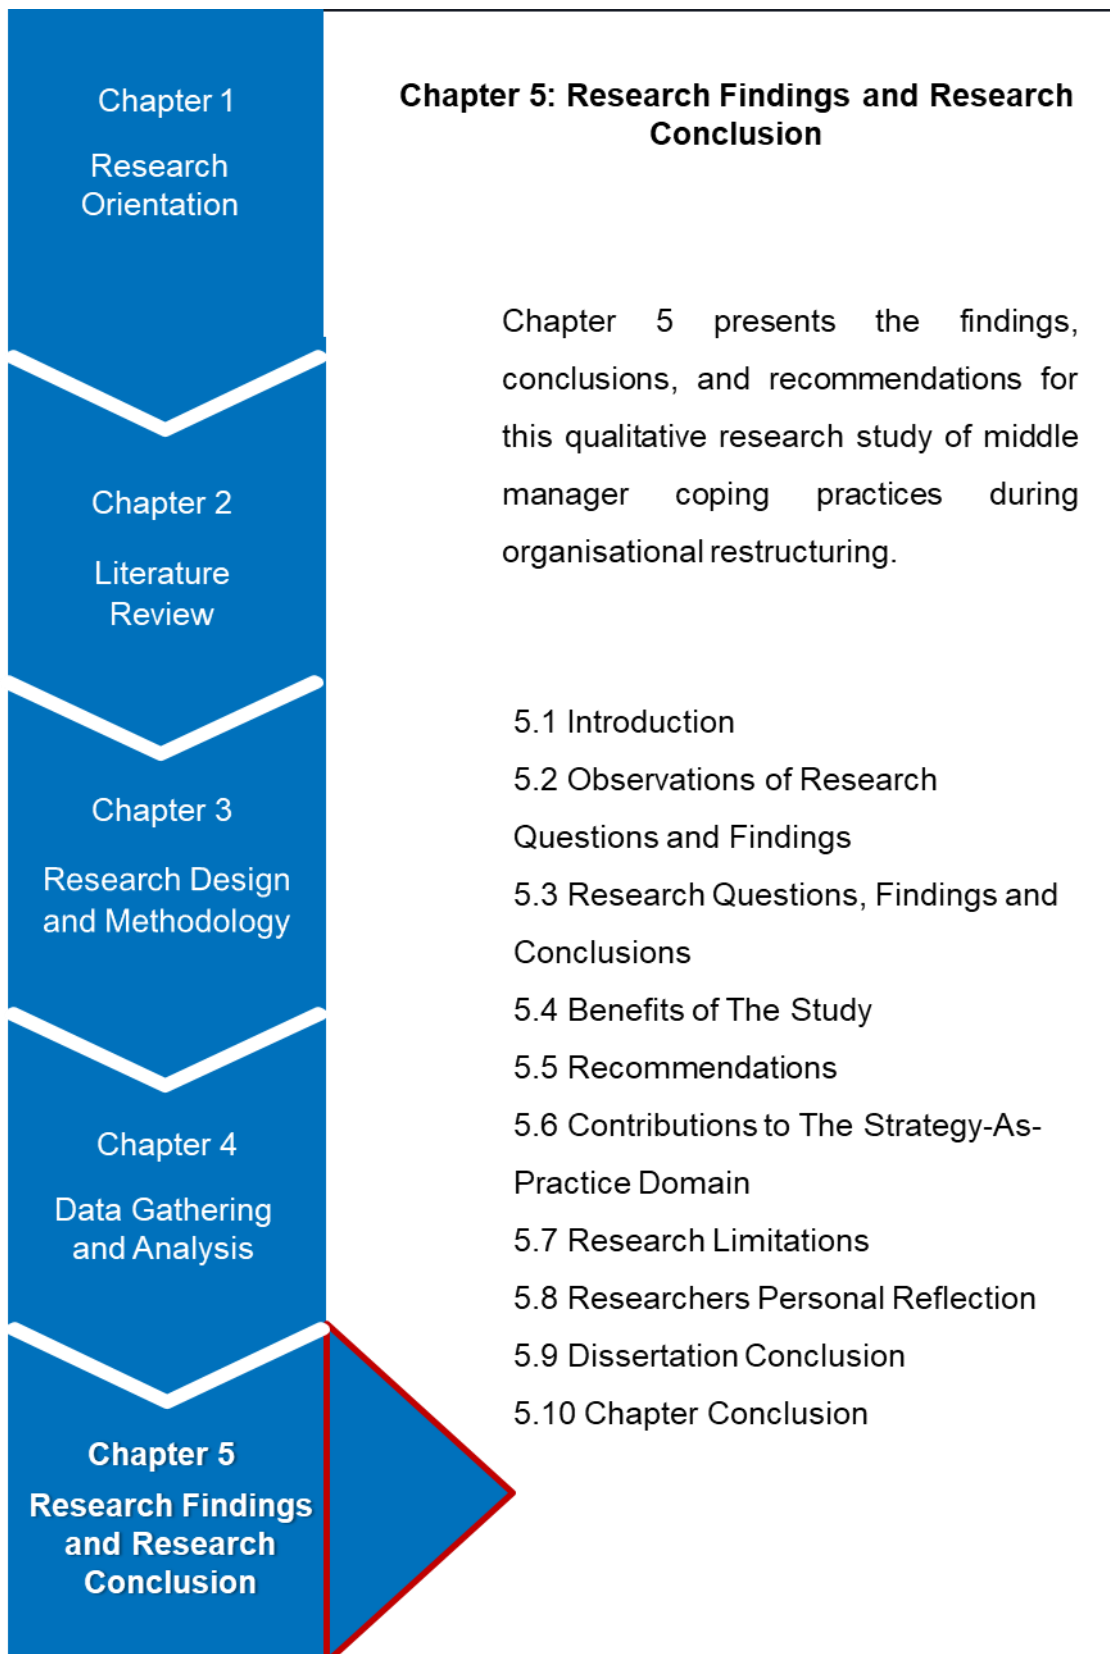 Chapter 1
Research
Orientation
Chapter 2
Literature
Review
Chapter 3
Research Design
and Methodology
Chapter 4
Data Gathering
and Analysis
Chapter 5
Research Findings
and Research
Conclusion
Chapter 5: Research Findings and Research
Conclusion
Chapter 5 presents the findings,
conclusions, and recommendations for
this qualitative research study of middle
manager coping practices during
organisational restructuring.
5.1 Introduction
5.2 Observations of Research
Questions and Findings
5.3 Research Questions, Findings and
Conclusions
5.4 Benefits of The Study
5.5 Recommendations
5.6 Contributions to The Strategy-As-
Practice Domain
5.7 Research Limitations
5.8 Researchers Personal Reflection
5.9 Dissertation Conclusion
5.10 Chapter Conclusion